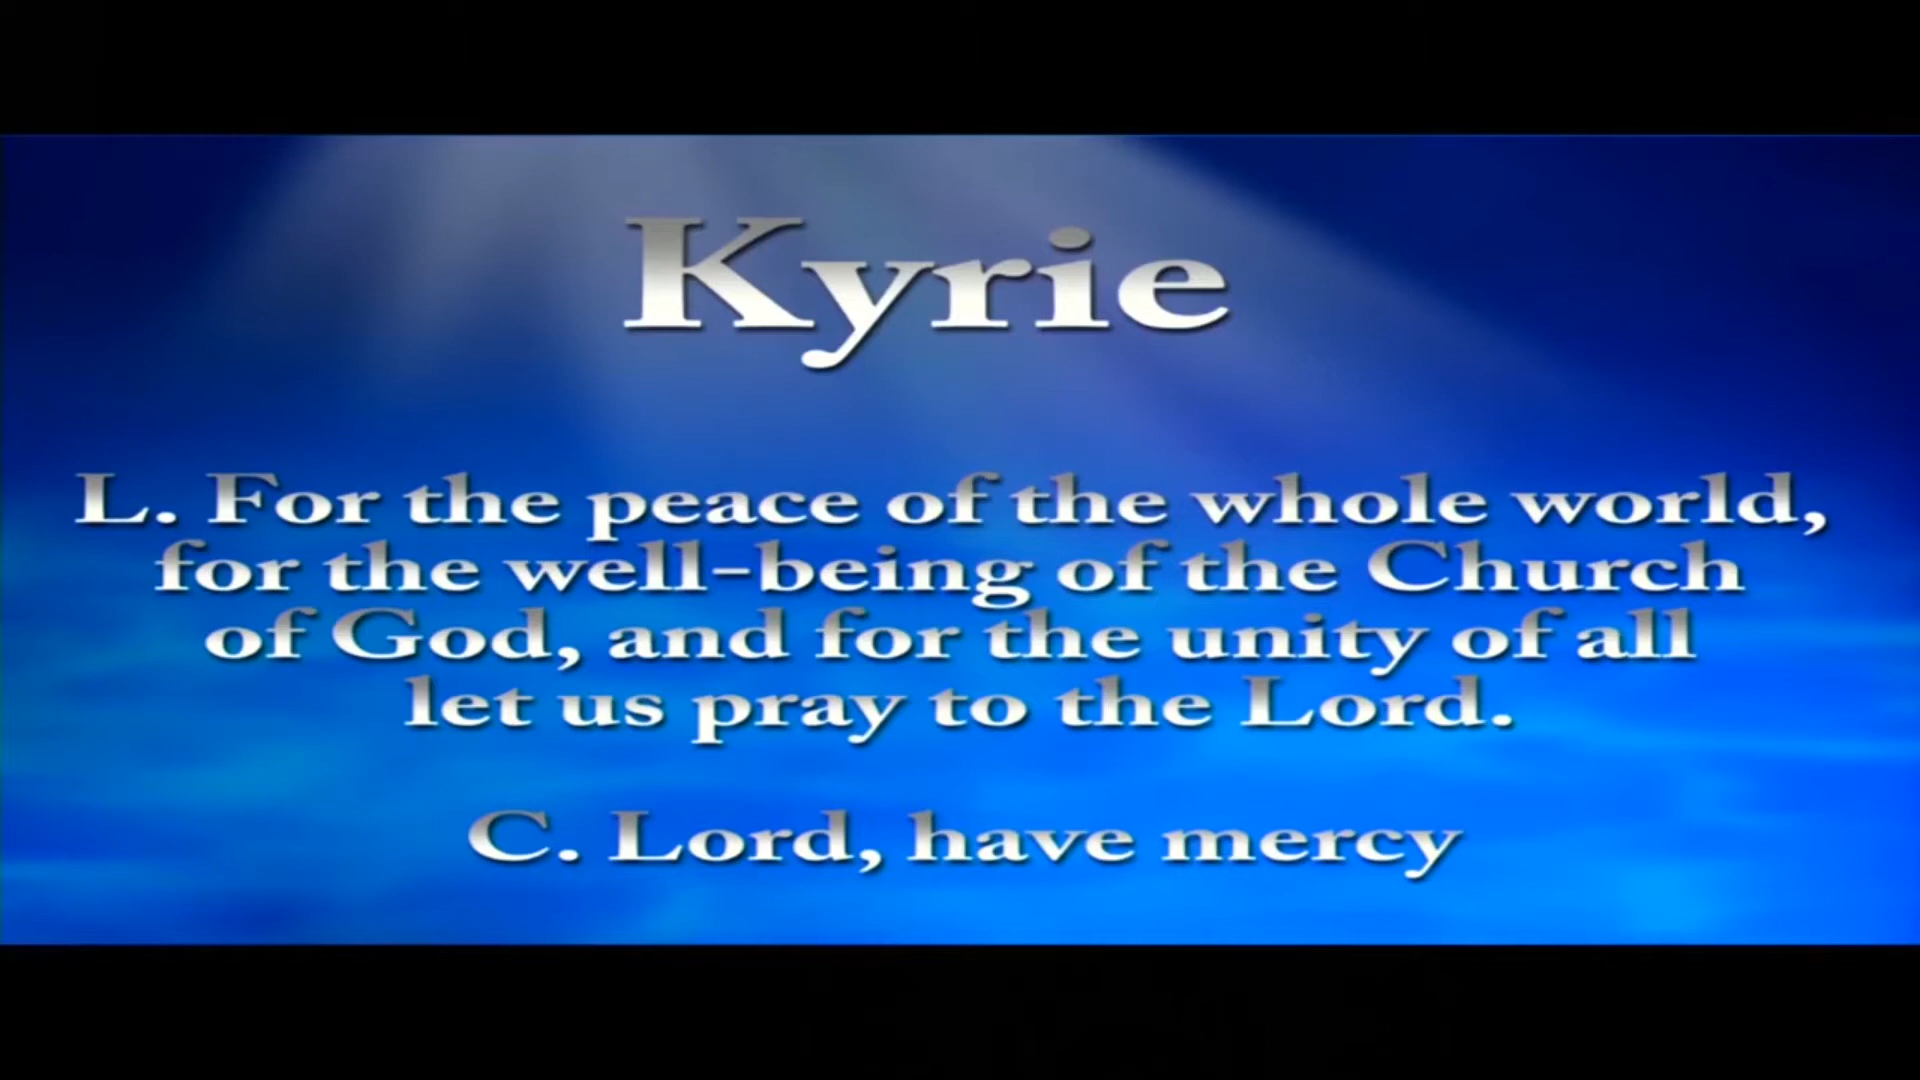 Kyrie
L. For the peace of the whole world,
for the well-being of the Church
of God, and for the unity of all
let us pray to the Lord.
C. Lord, have mercy